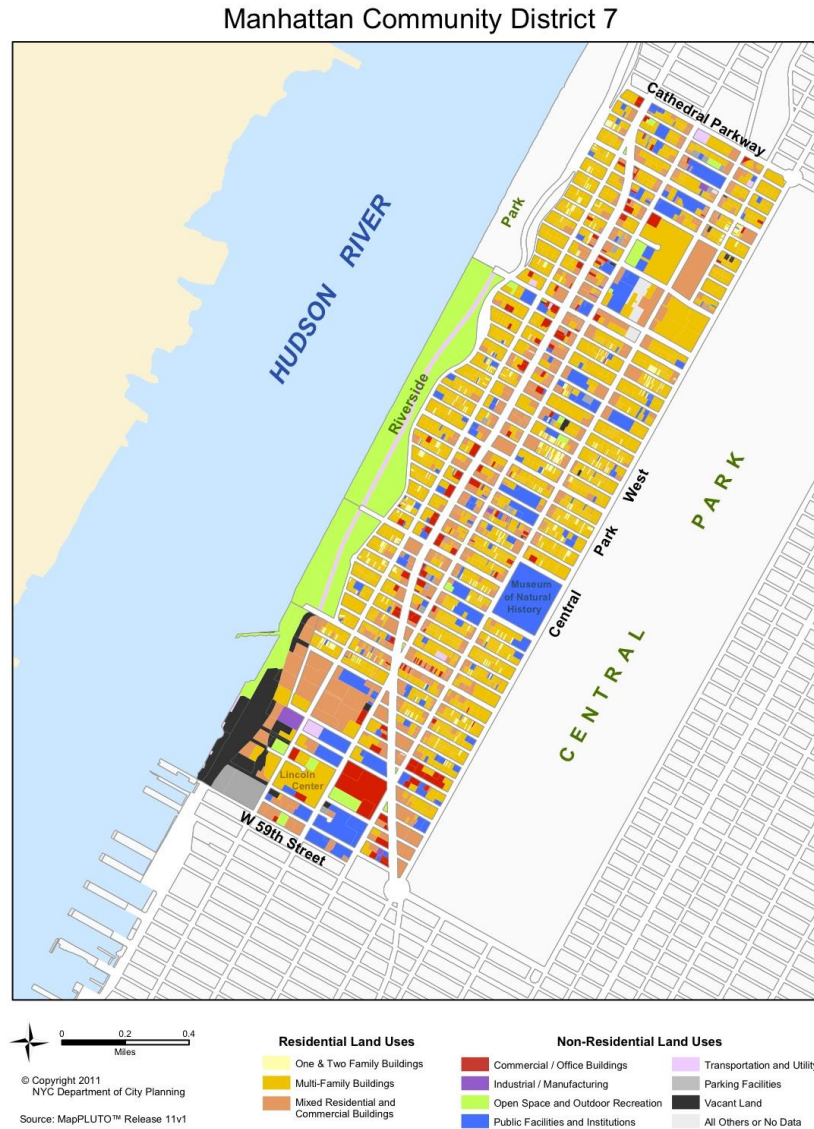 Manhattan Community District 7
Cathedral Parkway
Park
HUDSON RIVER
Riverside
West
Park
Central
PARK
CENTRAL
Museum
of Natural
History
Lincoln
Center
W 59th Street
0 0.2 0.4
Miles
© Copyright 2011
NYC Department of City Planning
Source: MapPLUTO™ Release 11v1
Residential Land Uses
One & Two Family Buildings
Multi-Family Buildings
Mixed Residential and
Commercial Buildings
Non-Residential Land Uses
Commercial / Office Buildings
Industrial / Manufacturing
Open Space and Outdoor Recreation
Public Facilities and Institutions
Transportation and Utility
Parking Facilities
Vacant Land
All Others or No Data